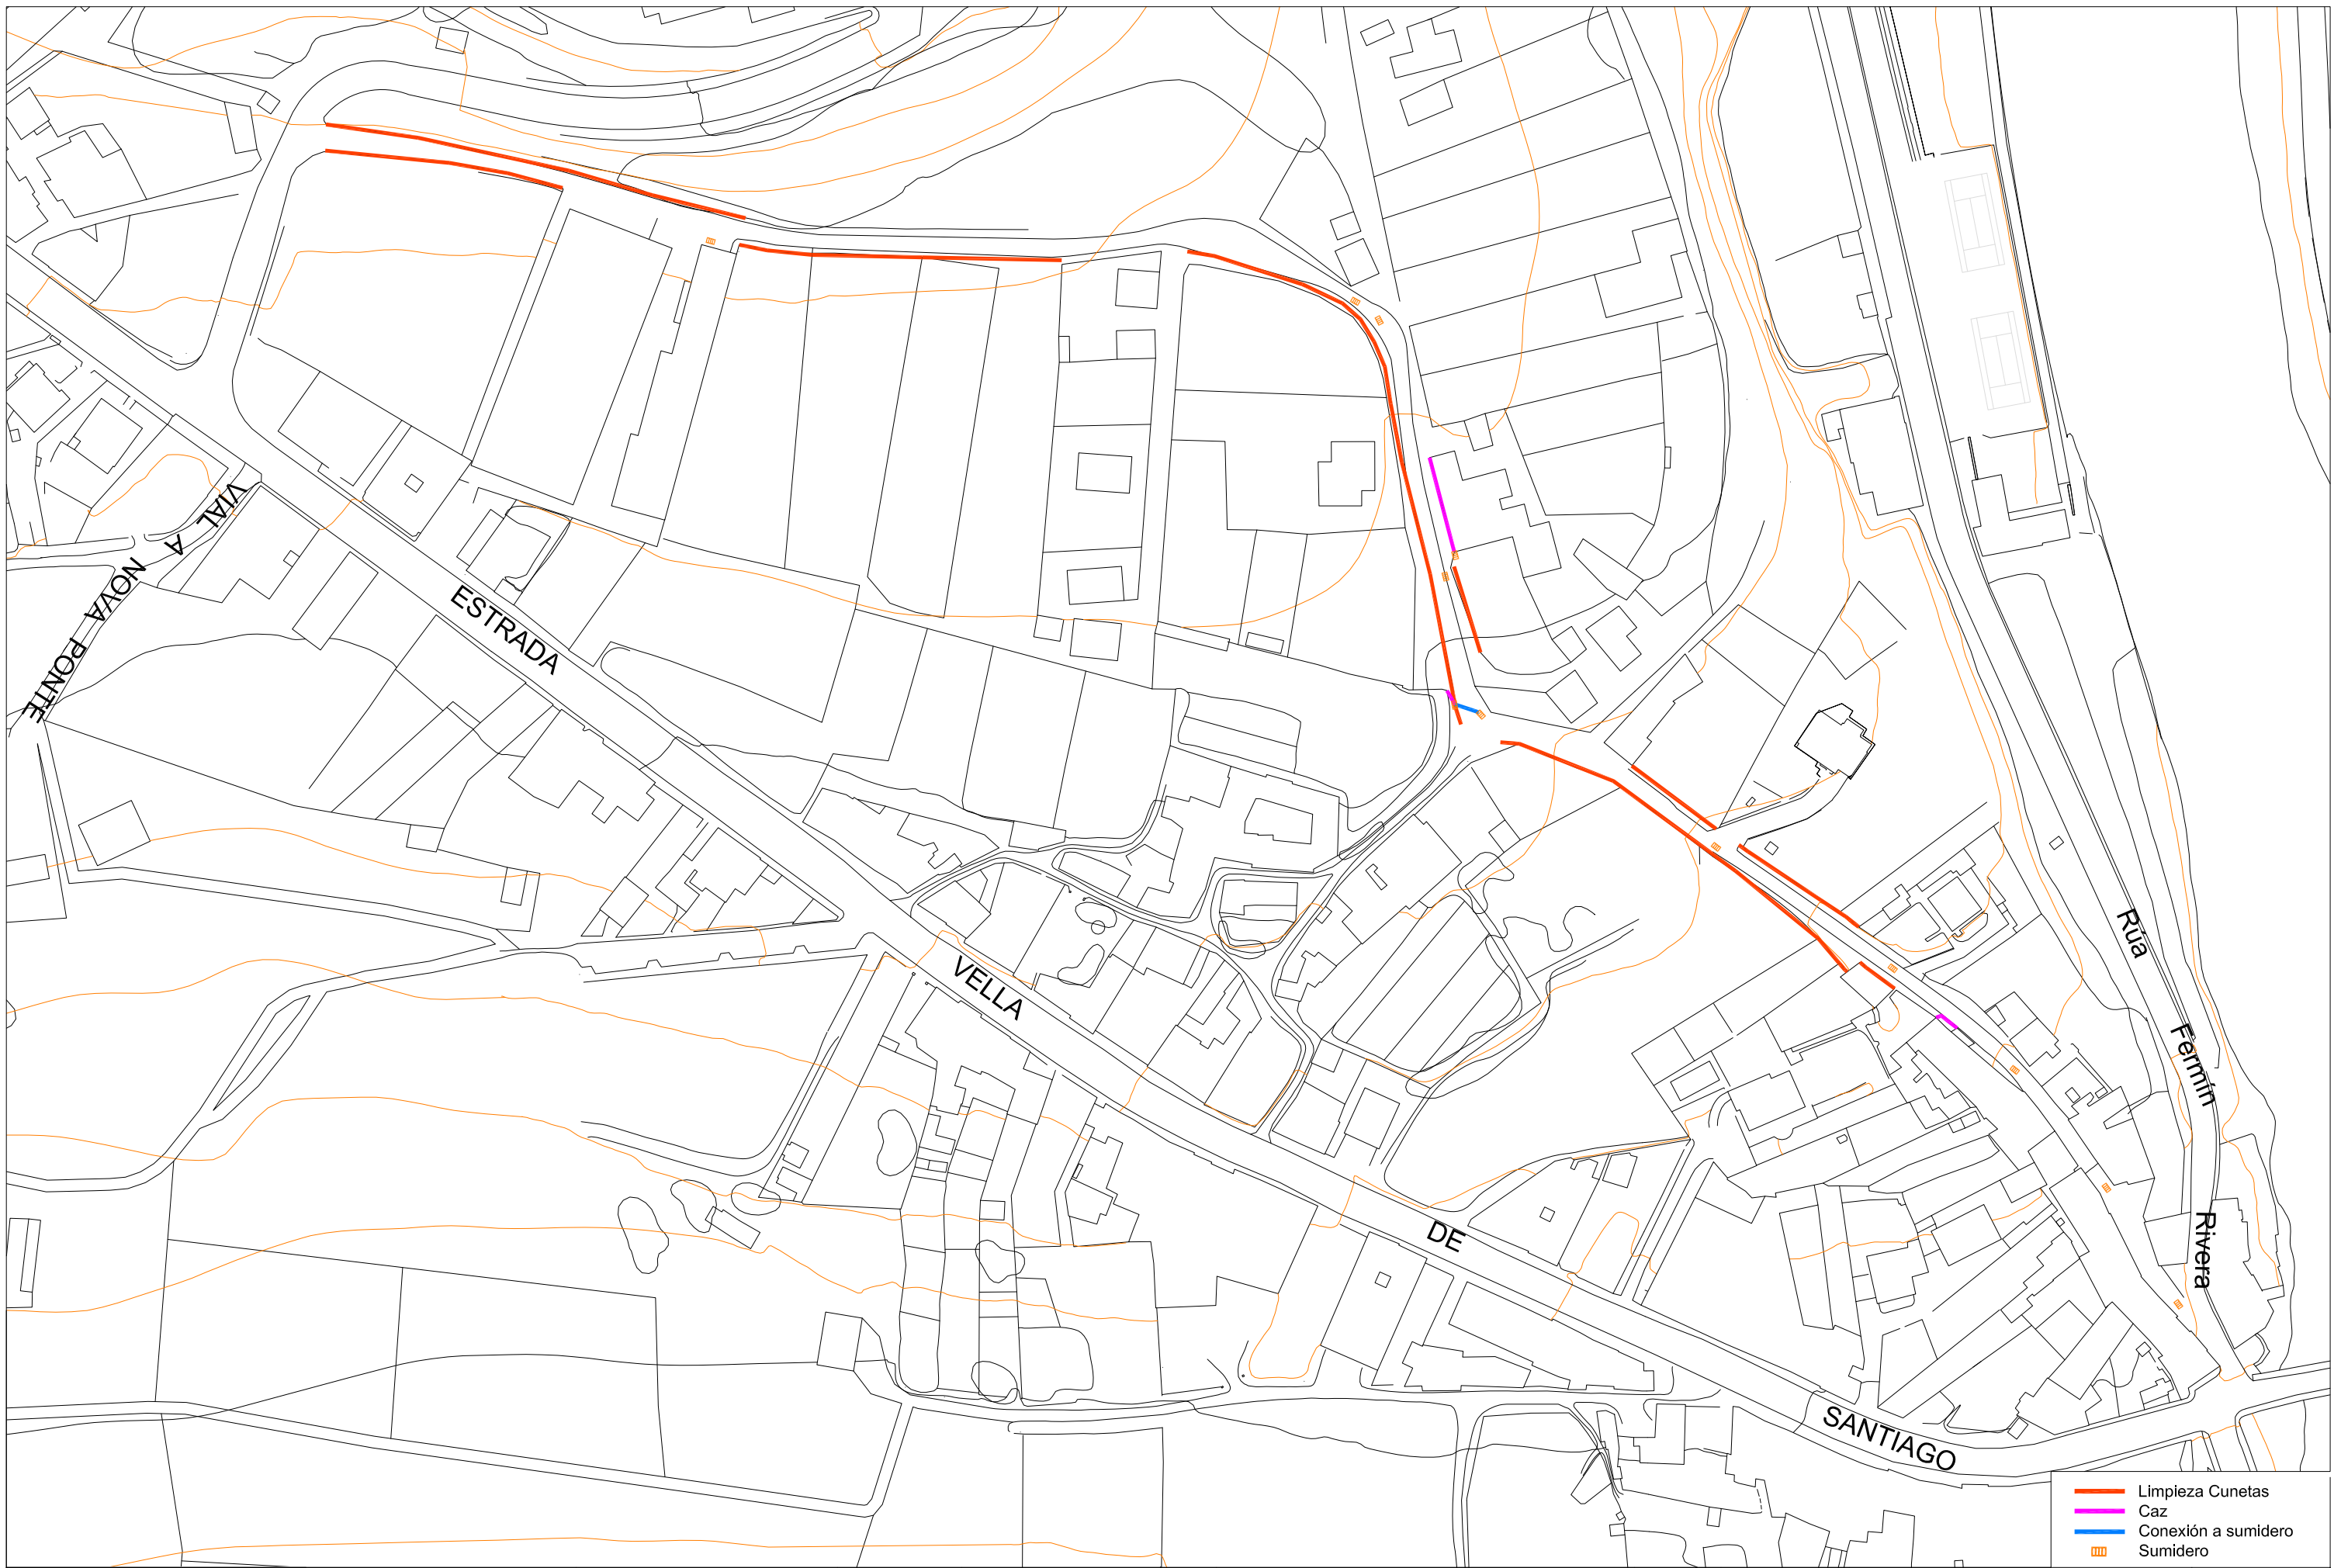 VIAL A NOVA PONTE
ESTRADA VELLA DE SANTIAGO
Rúa Fermín Rivera
Limpieza Cunetas
Caz
Conexión a sumidero
Sumidero